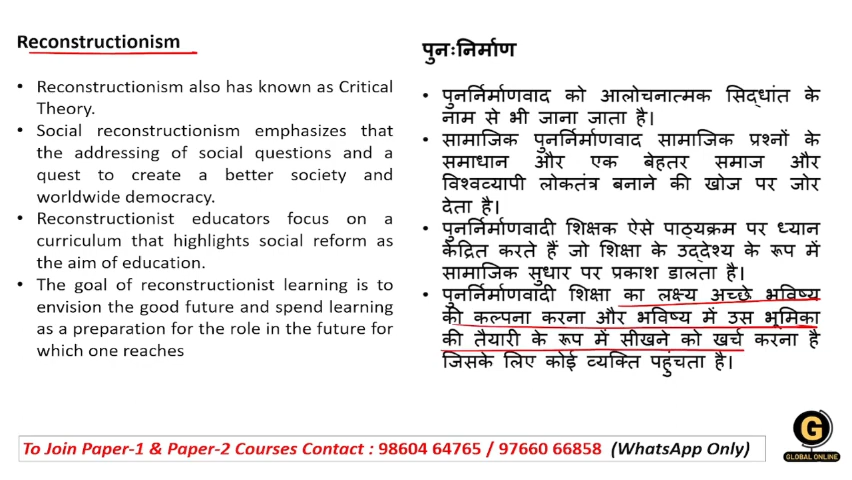 Reconstructionism
• Reconstructionism also has known as Critical
Theory.
• Social reconstructionism emphasizes that
the addressing of social questions and a
quest to create a better society and
worldwide democracy.
• Reconstructionist educators focus on a
curriculum that highlights social reform as
the aim of education.
• The goal of reconstructionist learning is to
envision the good future and spend learning
as a preparation for the role in the future for
which one reaches
पुनःनिर्माण
• पुनर्निर्माणवाद को आलोचनात्मक सिद्धांत के
नाम से भी जाना जाता है।
• सामाजिक पुनर्निर्माणवाद सामाजिक प्रश्नों के
समाधान और एक बेहतर समाज और
विश्वव्यापी लोकतंत्र बनाने की खोज पर जोर
देता है।
• पुनर्निर्माणवादी शिक्षक ऐसे पाठ्यक्रम पर ध्यान
केंद्रित करते हैं जो शिक्षा के उद्देश्य के रूप में
सामाजिक सुधार पर प्रकाश डालता है।
• पुनर्निर्माणवादी शिक्षा का लक्ष्य अच्छे भविष्य
की कल्पना करना और भविष्य में उस भूमिका
की तैयारी के रूप में सीखने को खर्च करना है
जिसके लिए कोई व्यक्ति पहुंचता है।
To Join Paper-1 & Paper-2 Courses Contact : 98604 64765 / 97660 66858 (WhatsApp Only)
G
GLOBAL ONLINE